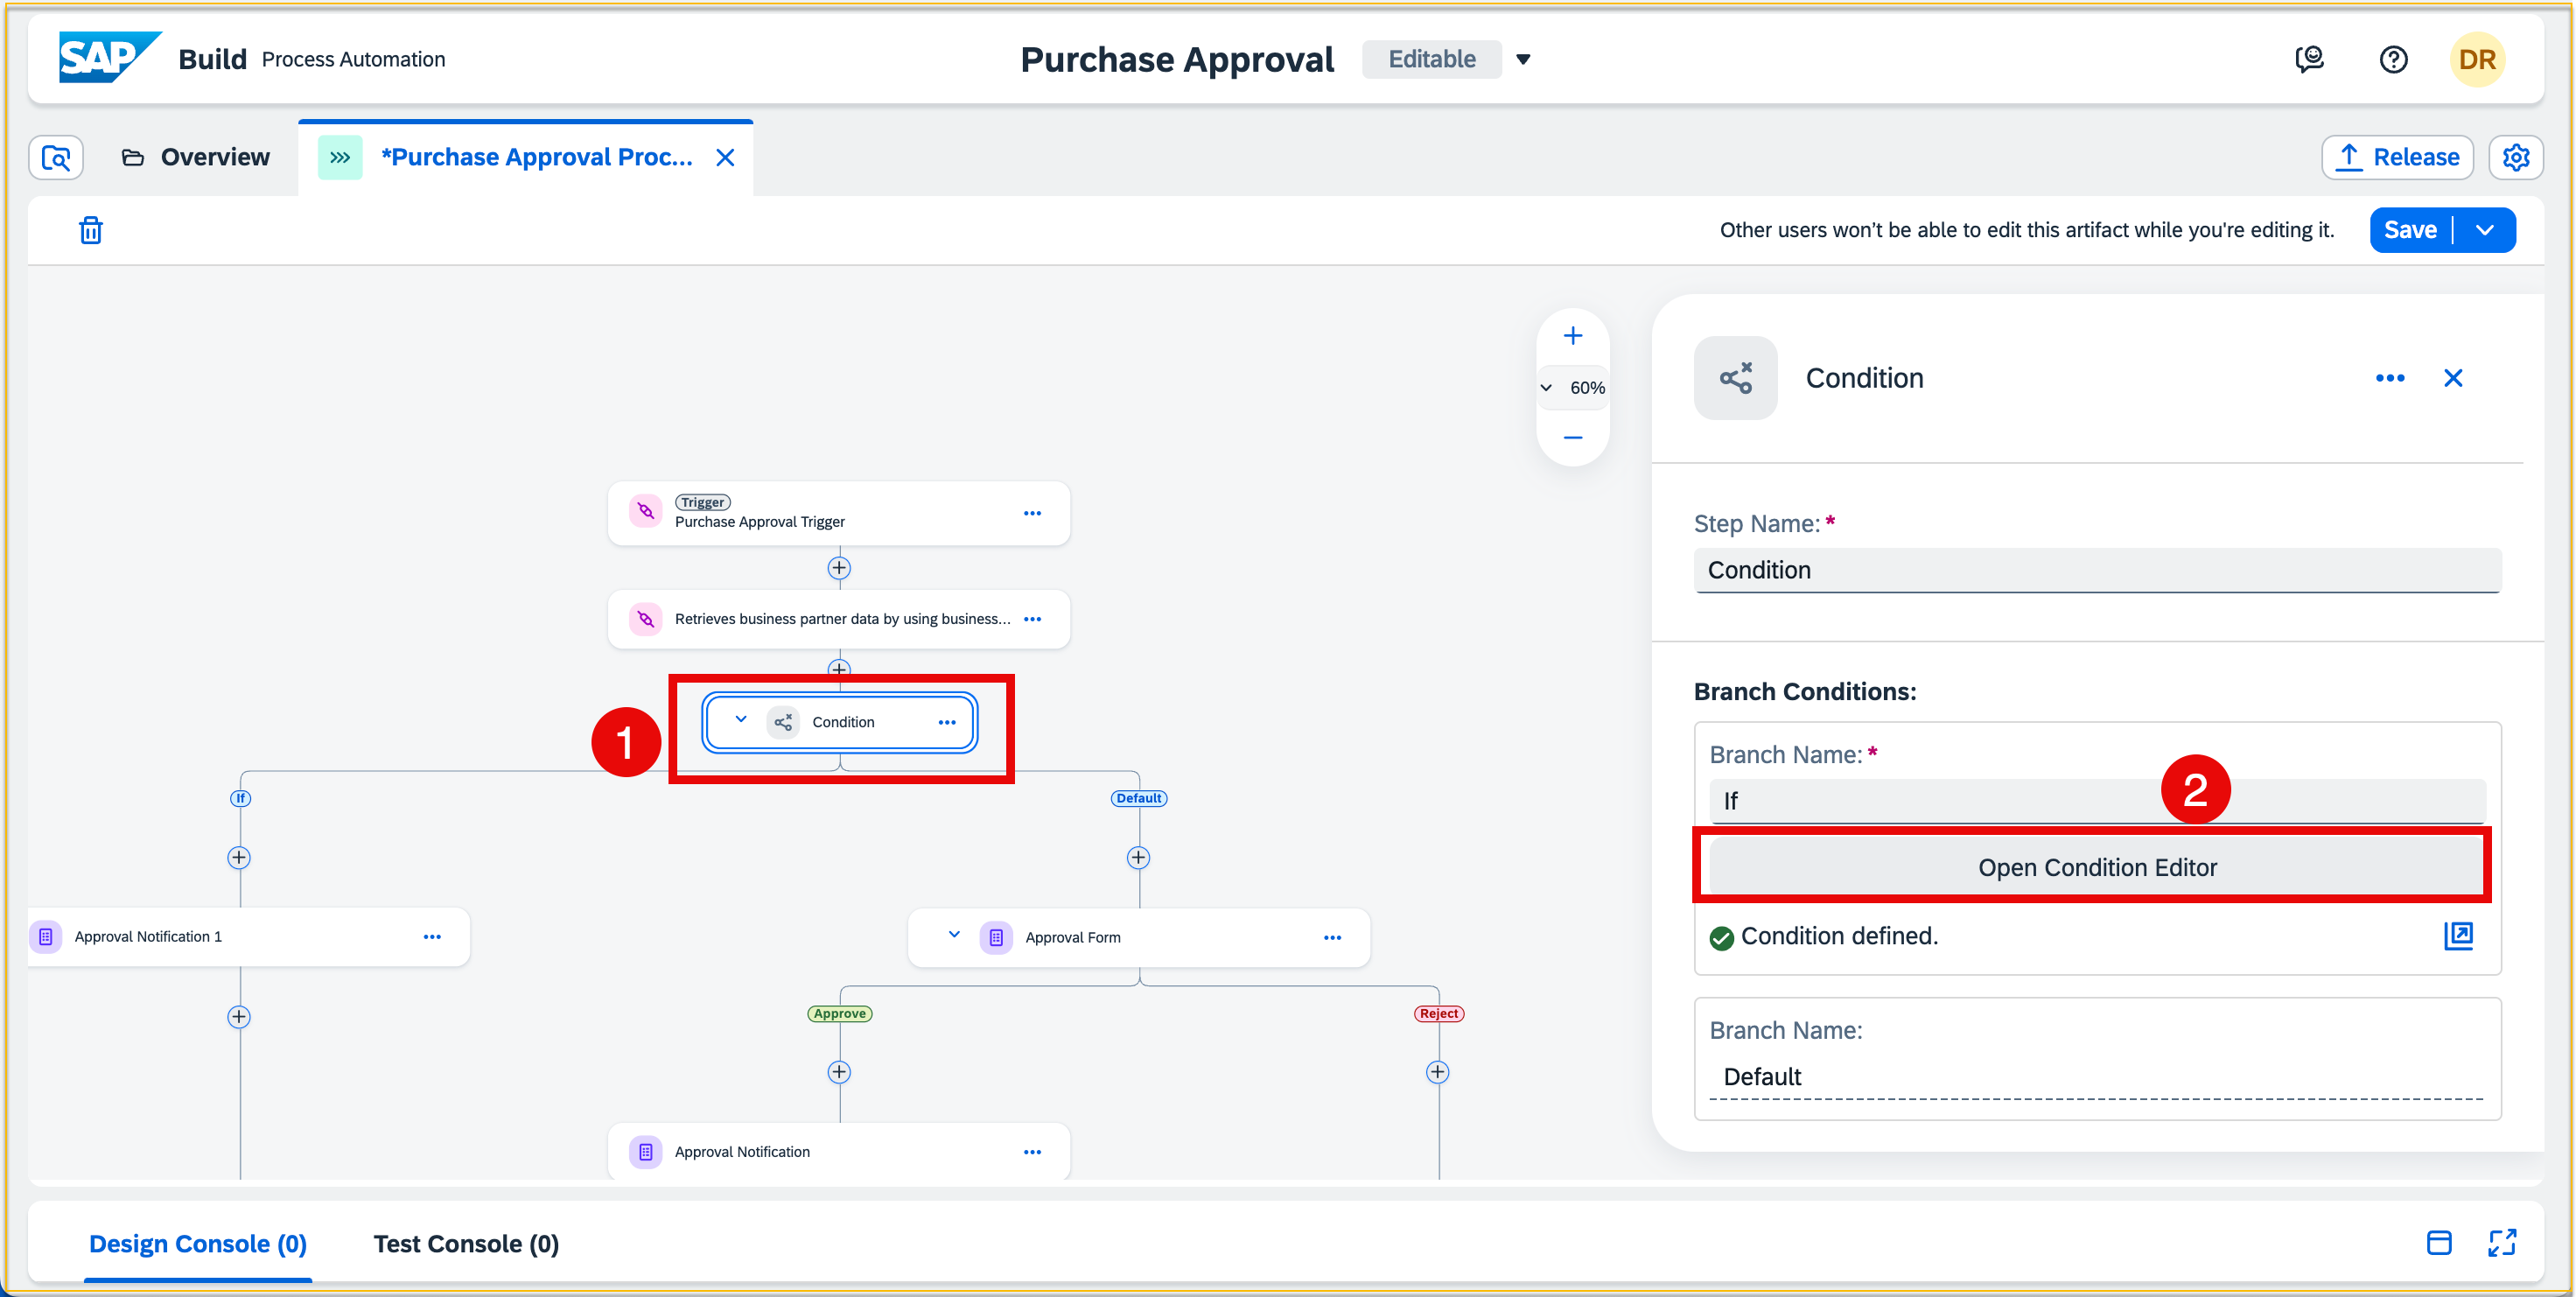 SAP Build Process Automation
Purchase Approval Editable
DR
Overview
*Purchase Approval Proc...
Release
Other users won't be able to edit this artifact while you're editing it.
Save
60%
Trigger
Purchase Approval Trigger
Retrieves business partner data by using business...
1
Condition
If
Default
Approval Notification 1
Approval Form
Approve
Reject
Approval Notification
Condition
Step Name: *
Condition
Branch Conditions:
Branch Name: *
If
2
Open Condition Editor
Condition defined.
Branch Name:
Default
Design Console (0)
Test Console (0)